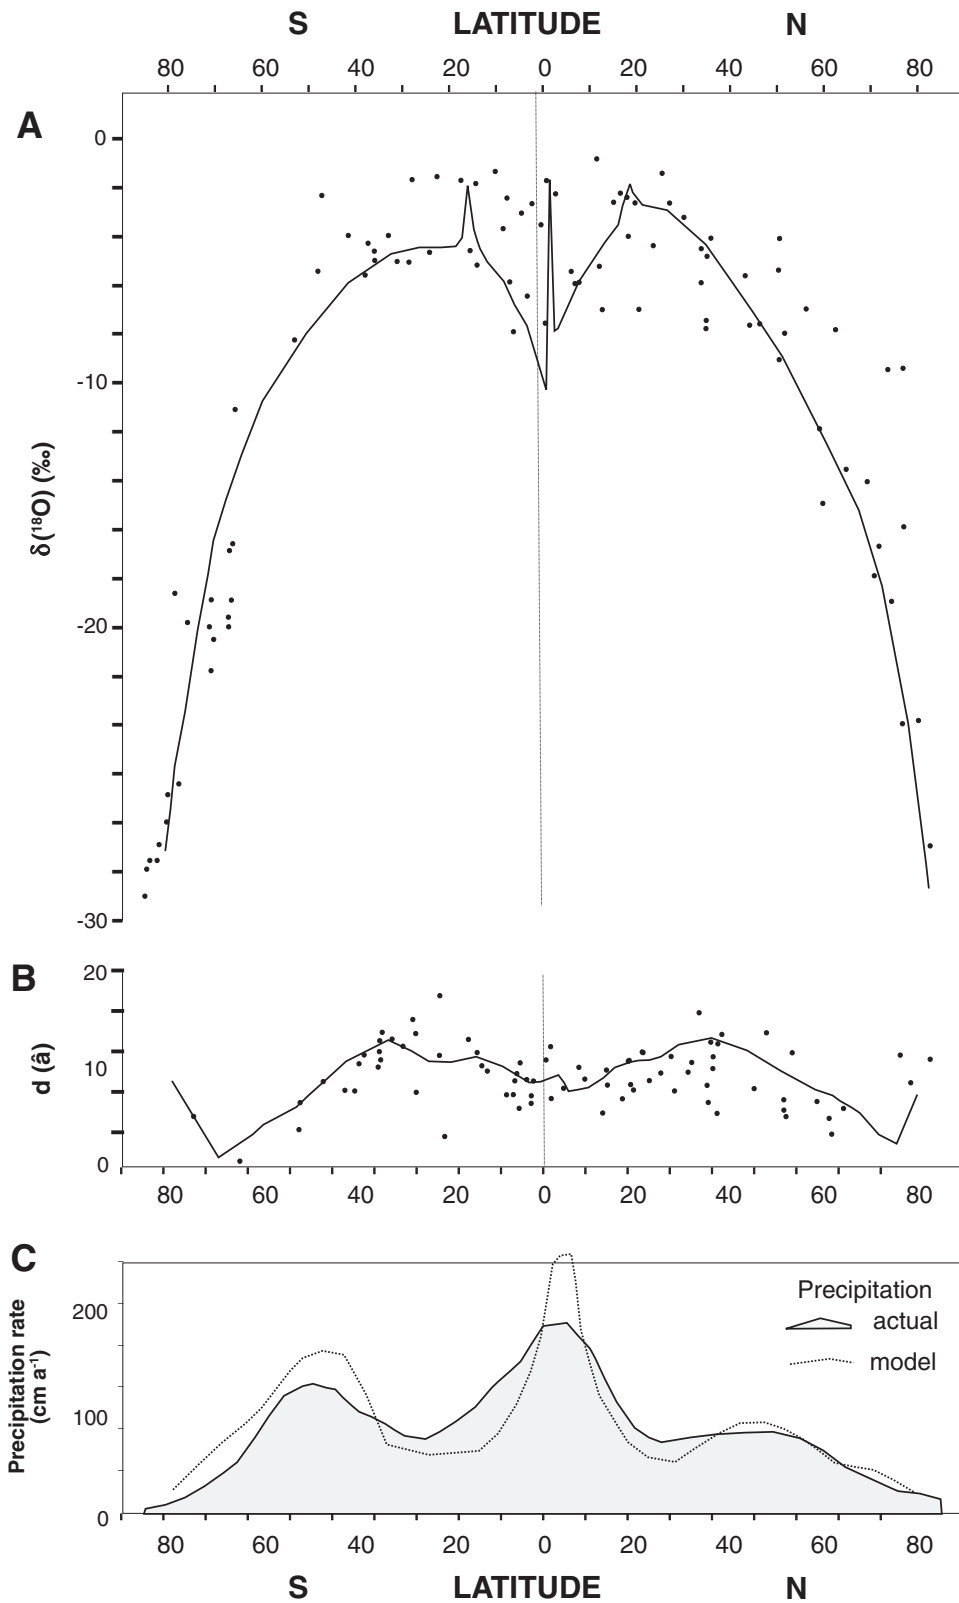 S LATITUDE N
80 60 40 20 0 20 40 60 80
A
0
-10
-20
-30
δ(¹⁸O) (‰)
B
20
10
0
d (â)
80 60 40 20 0 20 40 60 80
C
200
100
0
Precipitation rate
(cm a⁻¹)
Precipitation
actual
model
80 60 40 20 0 20 40 60 80
S LATITUDE N